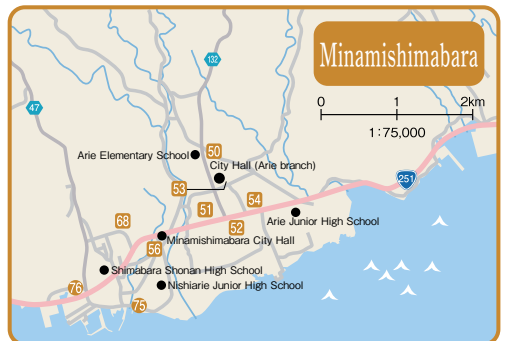 Minamishimabara
0 1 2km
1:75,000
132
47
251
Arie Elementary School
50
City Hall (Arie branch)
53
54
51
52
Arie Junior High School
68
Minamishimabara City Hall
56
Shimabara Shonan High School
76
Nishiarie Junior High School
75